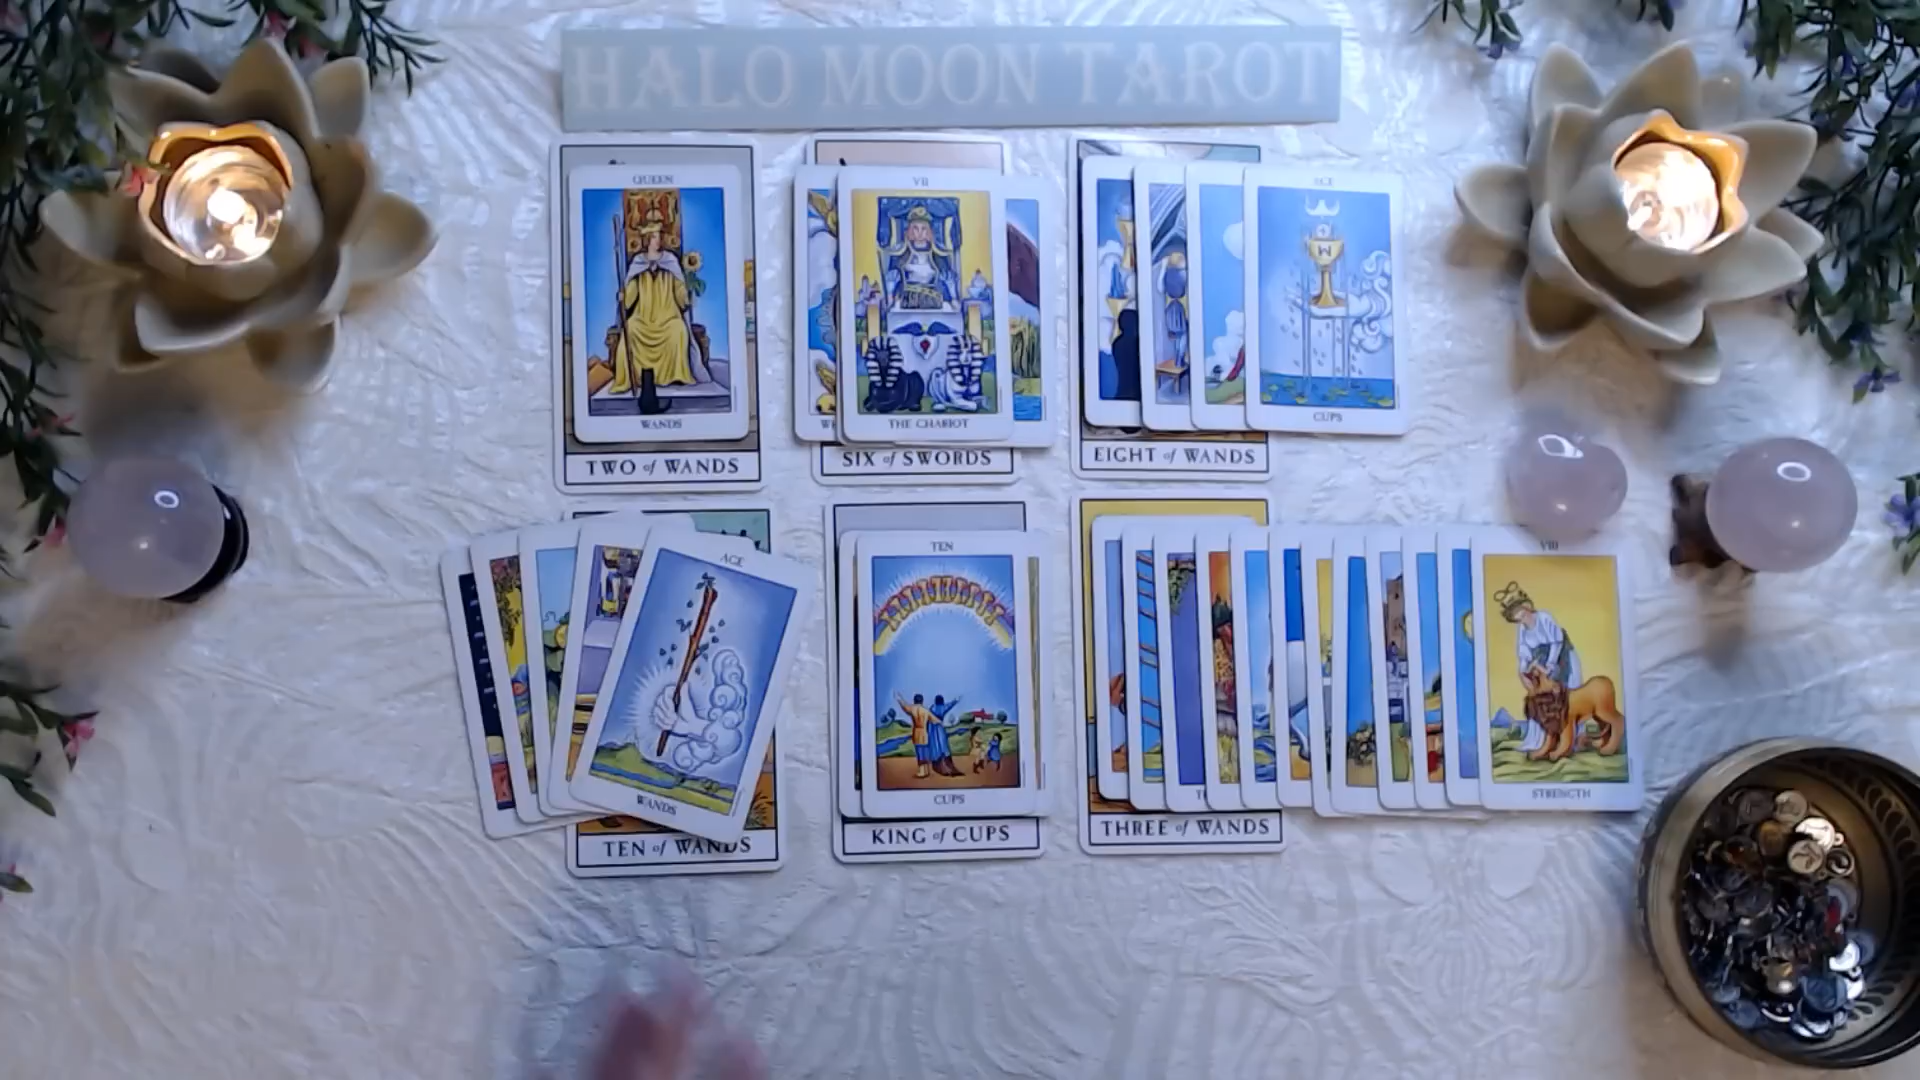 HALO MOON TAROT
QUEEN
WANDS
TWO of WANDS
VII
THE CHARIOT
SIX of SWORDS
ACE
CUPS
EIGHT of WANDS
ACE
WANDS
TEN of WANDS
TEN
CUPS
KING of CUPS
VIII
STRENGTH
THREE of WANDS